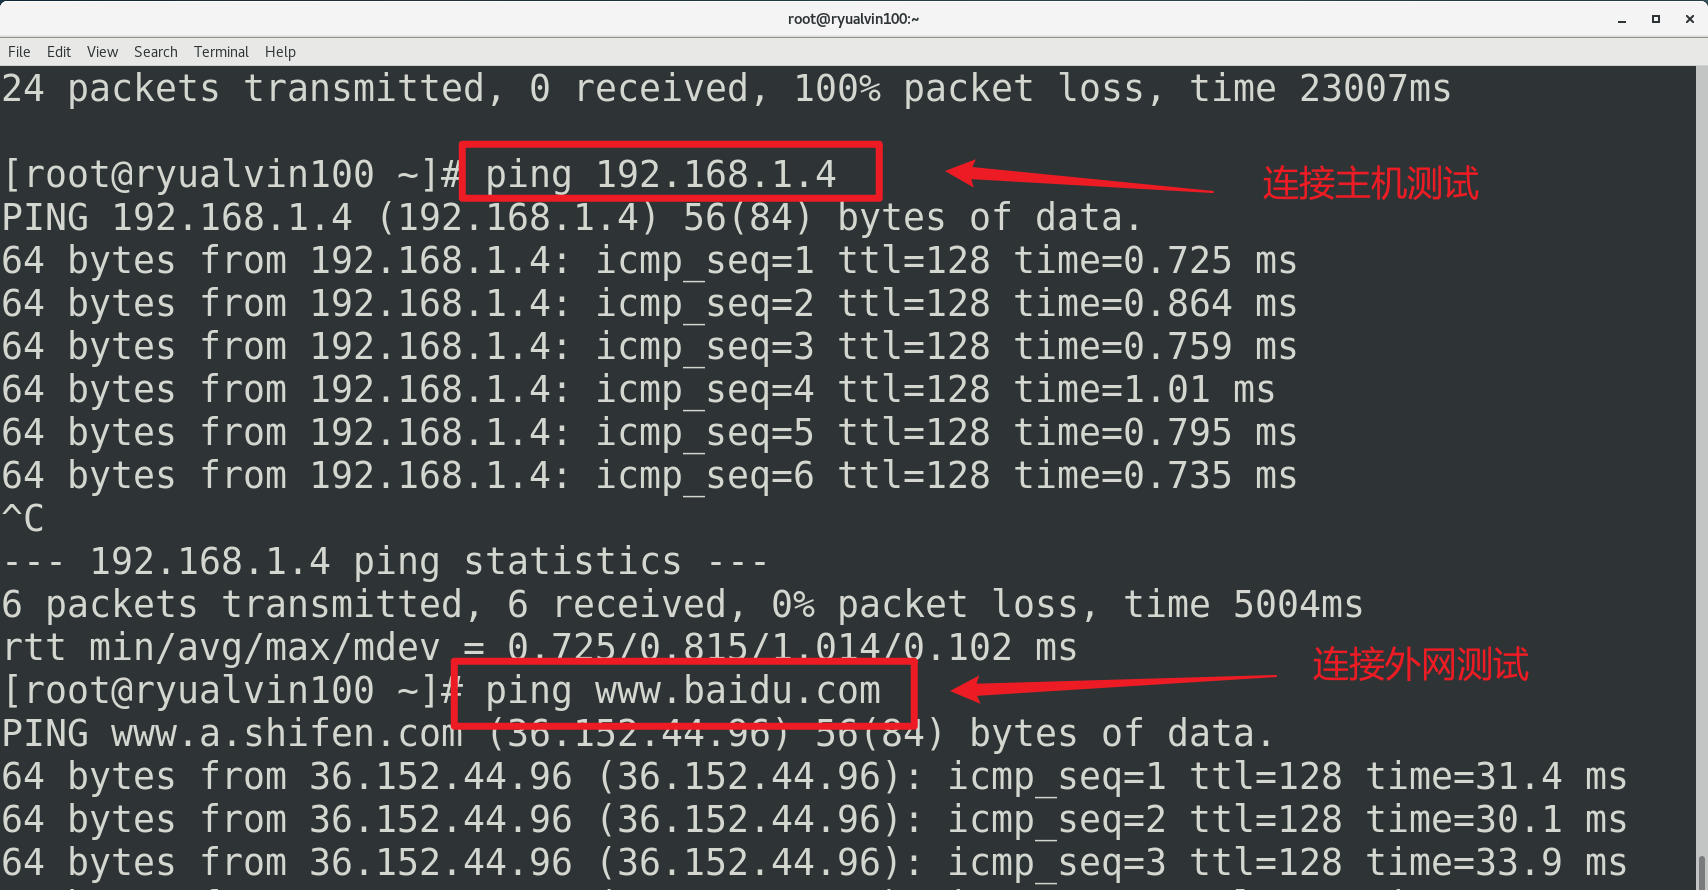 root@ryualvin100:~
File Edit View Search Terminal Help
24 packets transmitted, 0 received, 100% packet loss, time 23007ms
[root@ryualvin100 ~]# ping 192.168.1.4
连接主机测试
PING 192.168.1.4 (192.168.1.4) 56(84) bytes of data.
64 bytes from 192.168.1.4: icmp_seq=1 ttl=128 time=0.725 ms
64 bytes from 192.168.1.4: icmp_seq=2 ttl=128 time=0.864 ms
64 bytes from 192.168.1.4: icmp_seq=3 ttl=128 time=0.759 ms
64 bytes from 192.168.1.4: icmp_seq=4 ttl=128 time=1.01 ms
64 bytes from 192.168.1.4: icmp_seq=5 ttl=128 time=0.795 ms
64 bytes from 192.168.1.4: icmp_seq=6 ttl=128 time=0.735 ms
^C
--- 192.168.1.4 ping statistics ---
6 packets transmitted, 6 received, 0% packet loss, time 5004ms
rtt min/avg/max/mdev = 0.725/0.815/1.014/0.102 ms
连接外网测试
[root@ryualvin100 ~]# ping www.baidu.com
PING www.a.shifen.com (36.152.44.96) 56(84) bytes of data.
64 bytes from 36.152.44.96 (36.152.44.96): icmp_seq=1 ttl=128 time=31.4 ms
64 bytes from 36.152.44.96 (36.152.44.96): icmp_seq=2 ttl=128 time=30.1 ms
64 bytes from 36.152.44.96 (36.152.44.96): icmp_seq=3 ttl=128 time=33.9 ms